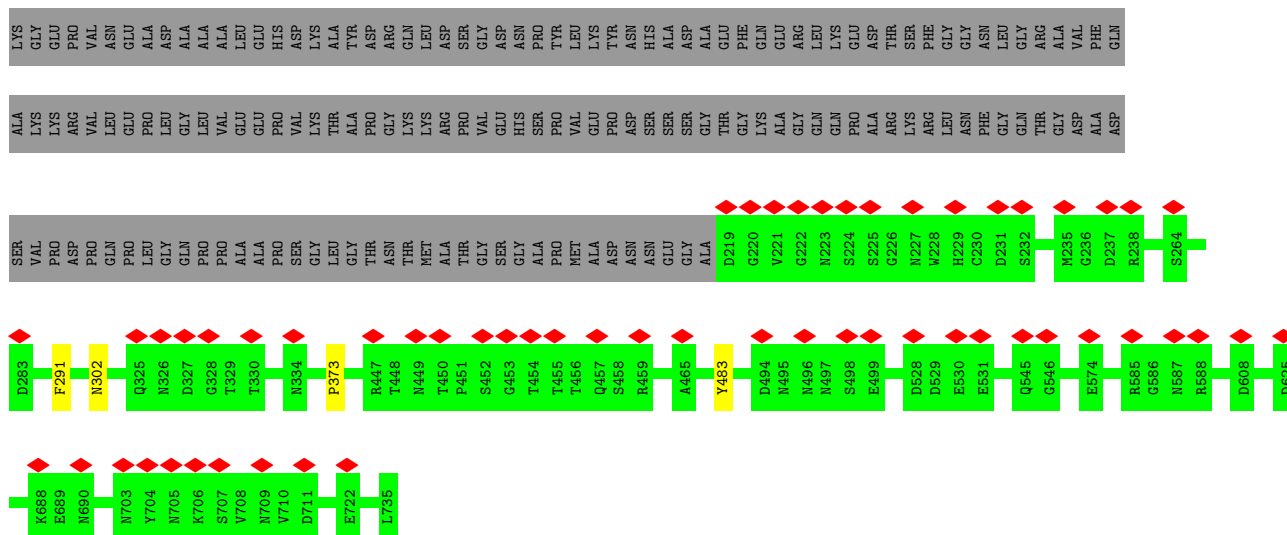 LYS GLY GLU PRO VAL ASN GLU ALA ASP ALA ALA ALA LEU GLU HIS ASP LYS ALA TYR ASP ARG GLN LEU ASP SER GLY ASP ASN PRO TYR LEU LYS TYR ASN HIS ALA ASP ALA GLU PHE GLN GLU ARG LEU LYS GLU ASP THR SER PHE GLY GLY ASN LEU GLY ARG ALA VAL PHE GLN
ALA LYS LYS ARG VAL LEU GLU PRO LEU GLY LEU VAL GLU GLU PRO VAL LYS THR ALA PRO GLY LYS LYS ARG PRO VAL GLU HIS SER PRO VAL GLU PRO ASP SER SER SER GLY THR GLY LYS ALA GLY GLN GLN PRO ALA ARG LYS ARG LEU ASN PHE GLY GLN THR GLY ASP ALA ASP
SER VAL PRO ASP PRO GLN PRO LEU GLY GLN PRO PRO ALA ALA PRO SER GLY LEU GLY THR ASN THR MET ALA THR GLY SER GLY ALA PRO MET ALA ASP ASN ASN GLU GLY ALA D219 G220 V221 G222 N223 S224 S225 G226 N227 W228 H229 C230 D231 S232 M235 G236 D237 R238 S264
D283 F291 N302 Q325 N326 D327 G328 T329 T330 N334 P373 R447 T448 N449 T450 P451 S452 G453 T454 T455 T456 Q457 S458 R459 A465 Y483 D494 N495 N496 N497 S498 E499 D528 D529 E530 E531 Q545 G546 E574 R585 G586 N587 R588 D608
K688 E689 N690 N703 Y704 N705 K706 S707 V708 N709 V710 D711 E722 L735